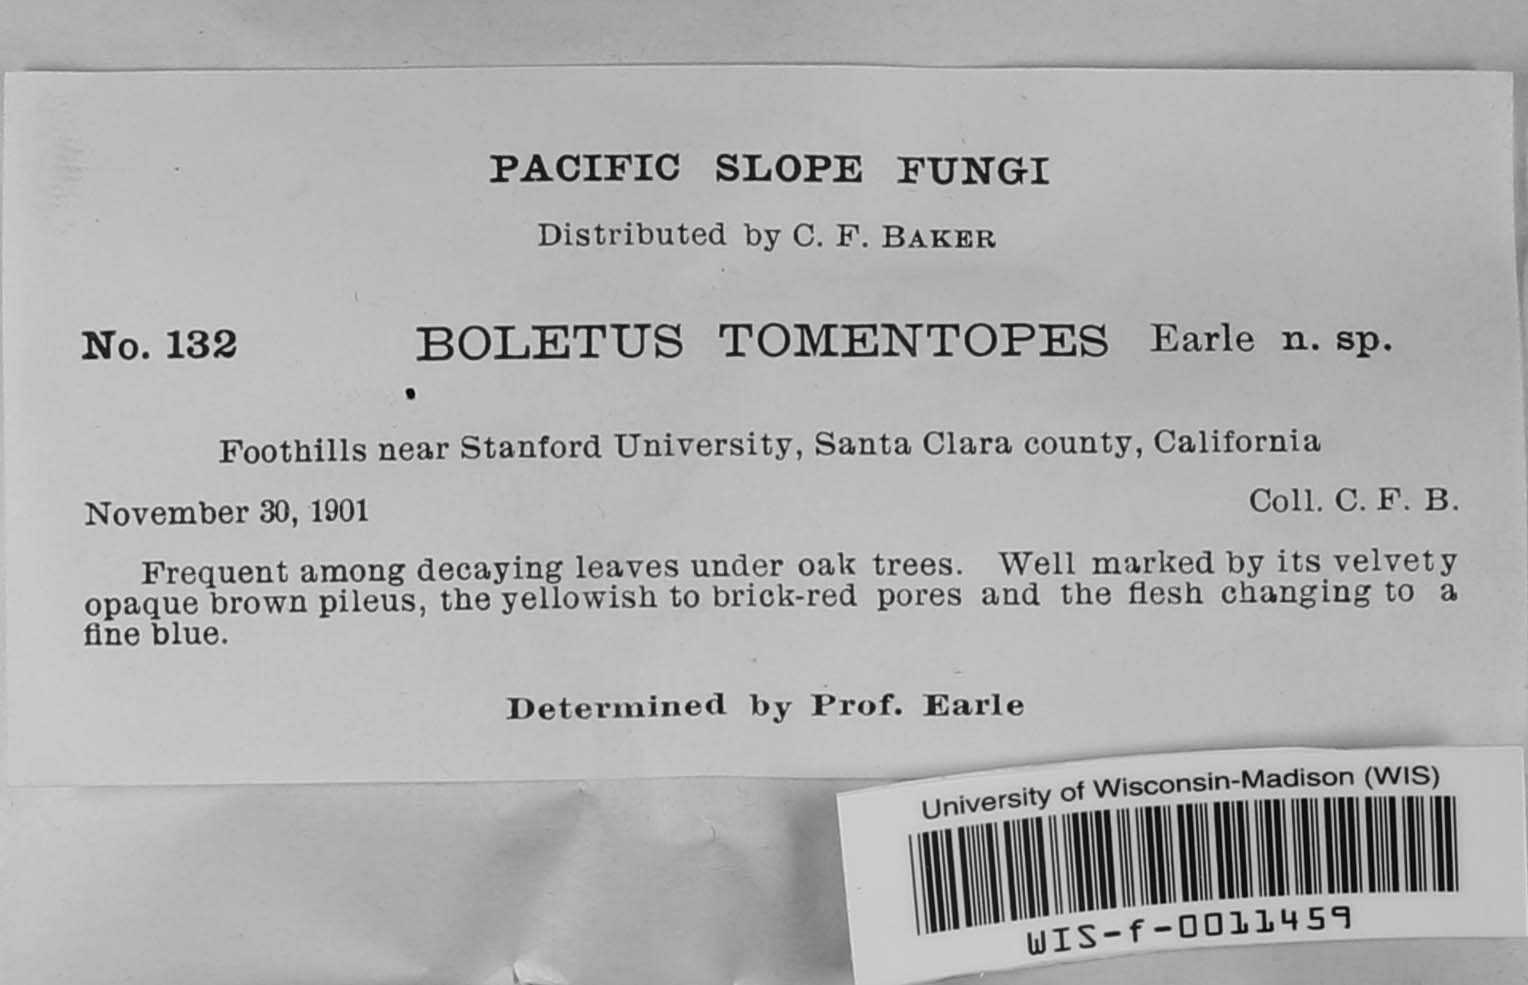 PACIFIC SLOPE FUNGI
Distributed by C. F. BAKER
No. 132 BOLETUS TOMENTOPES Earle n. sp.
Foothills near Stanford University, Santa Clara county, California
November 30, 1901 Coll. C. F. B.
Frequent among decaying leaves under oak trees. Well marked by its velvety
opaque brown pileus, the yellowish to brick-red pores and the flesh changing to a
fine blue.
Determined by Prof. Earle
University of Wisconsin-Madison (WIS)
WIS-f-0011459